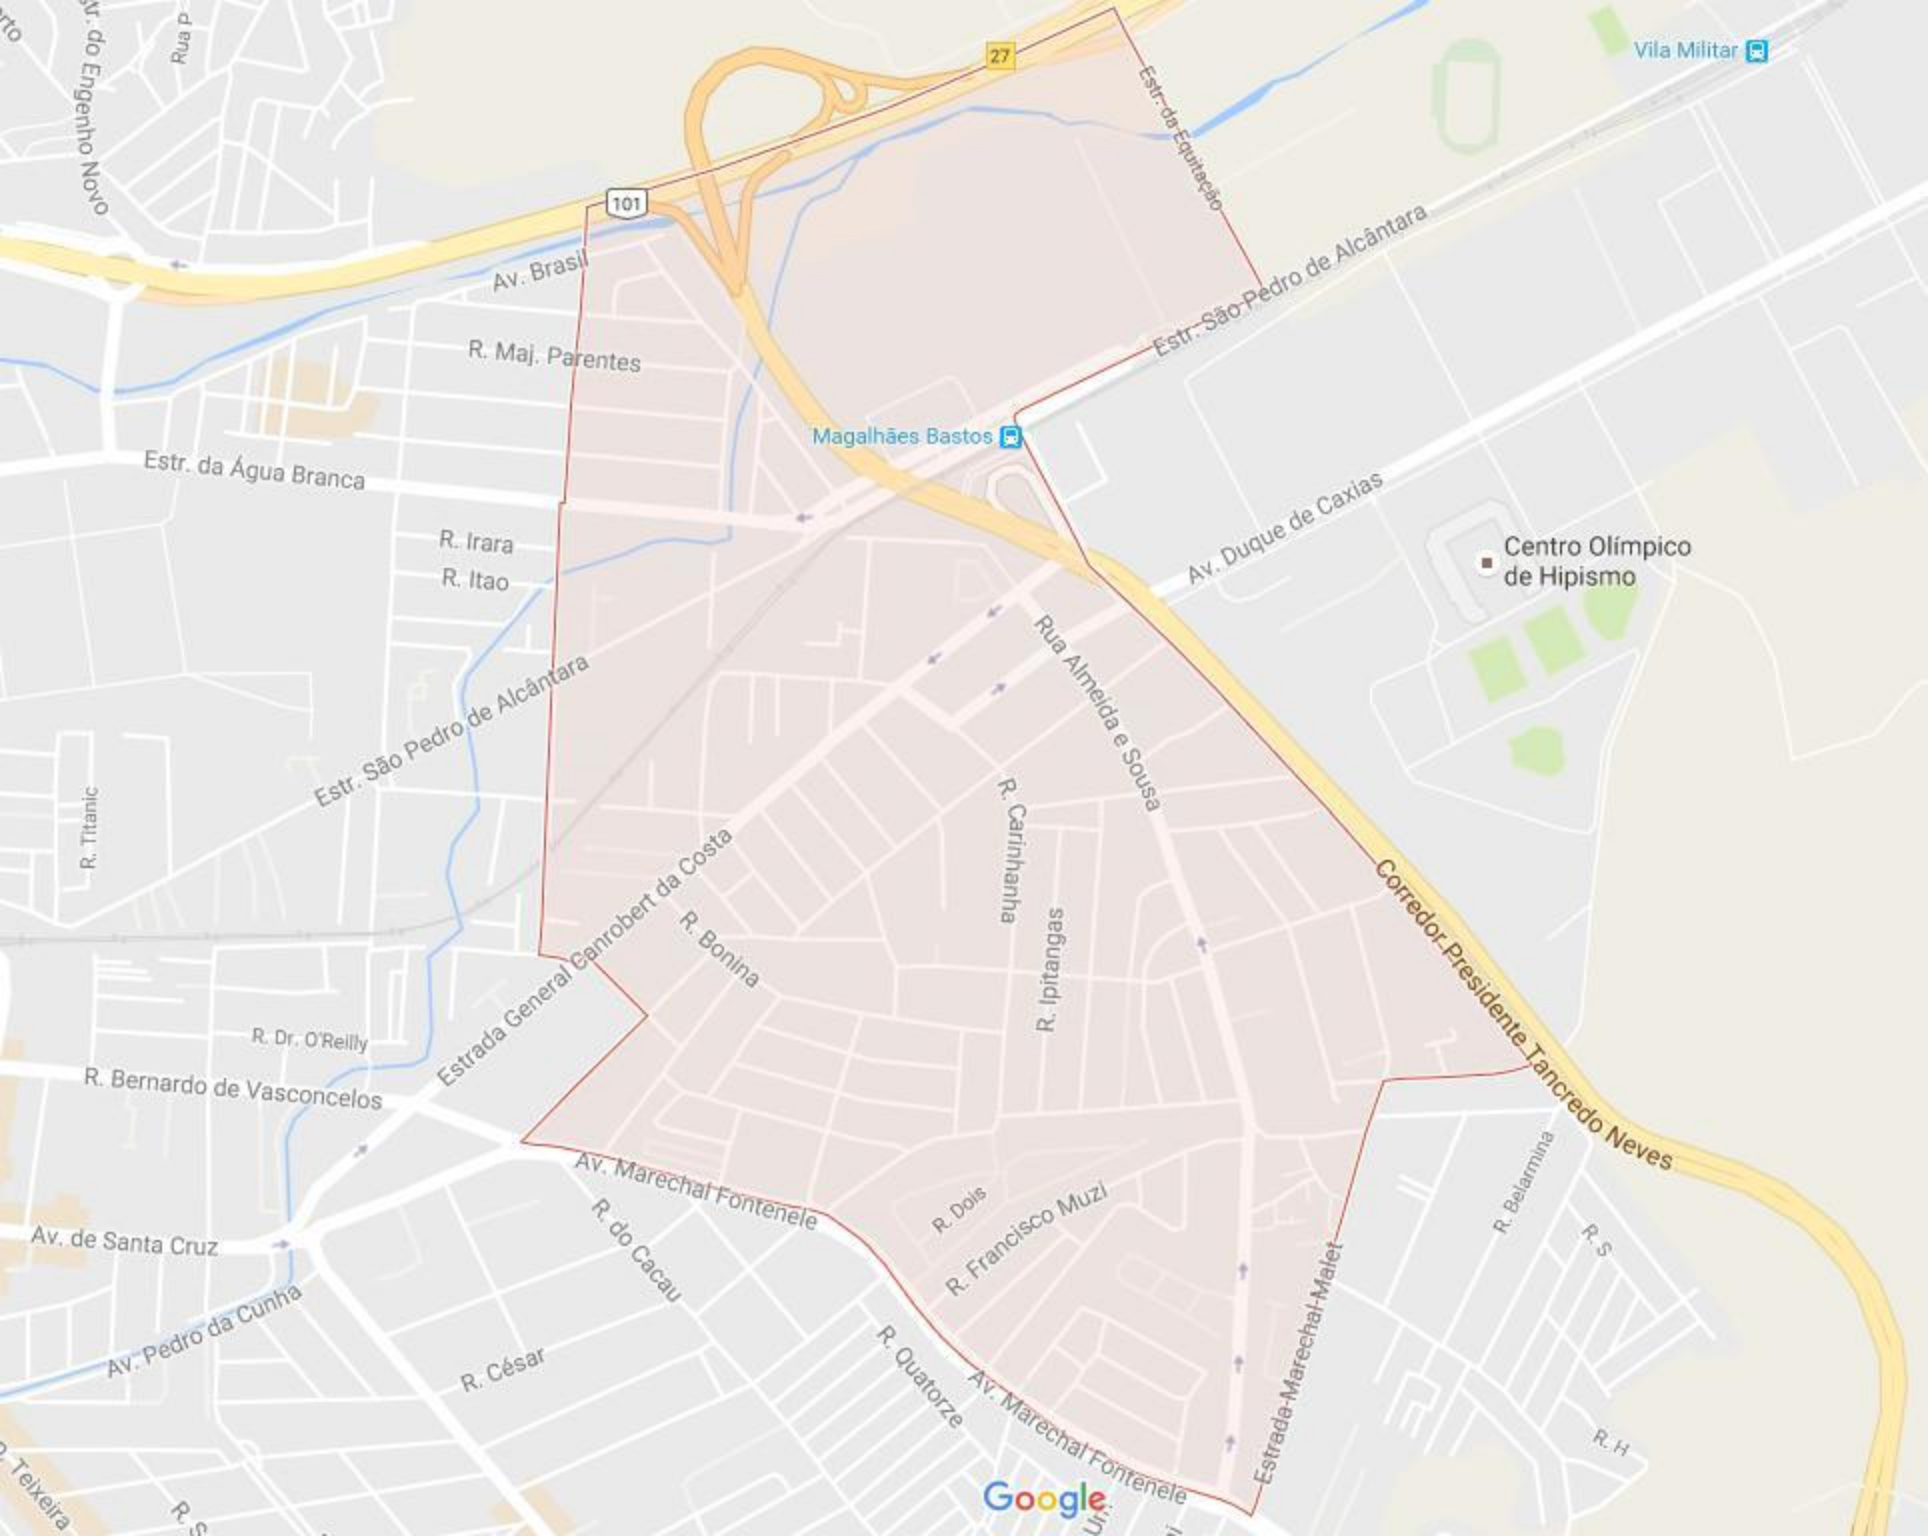 Estr. do Engenho Novo
Rua P
27
Vila Militar
Estr. da Equitação
101
Av. Brasil
Estr. São Pedro de Alcântara
R. Maj. Parentes
Magalhães Bastos
Estr. da Água Branca
Av. Duque de Caxias
R. Irara
R. Itao
Centro Olímpico
de Hipismo
Rua Almeida e Sousa
Estr. São Pedro de Alcântara
R. Titanic
R. Carinhanha
Estrada General Canrobert da Costa
R. Bonina
R. Ipitangas
Corredor Presidente Tancredo Neves
R. Dr. O'Reilly
R. Bernardo de Vasconcelos
Av. Marechal Fontenele
R. Belarmina
R. Dois
R. Francisco Muzi
R. do Cacau
R. S
Av. de Santa Cruz
Av. Pedro da Cunha
Estrada Marechal Malet
R. César
R. Quatorze
Av. Marechal Fontenele
R. H
Teixeira
R. S
Google